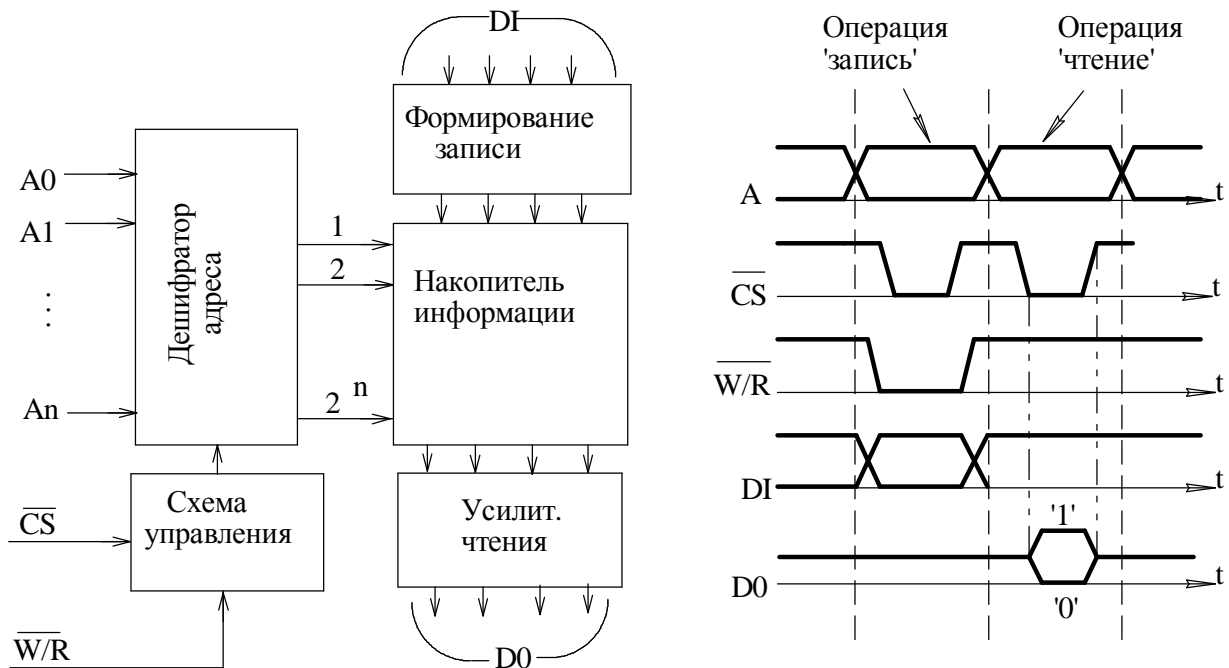 DI
Формирование
записи
A0
A1
⋮
An
Дешифратор
адреса
1
2
2 n
Накопитель
информации
CS
Схема
управления
W/R
Усилит.
чтения
D0
Операция
'запись'
Операция
'чтение'
A
t
CS
t
W/R
t
DI
t
'1'
D0
t
'0'